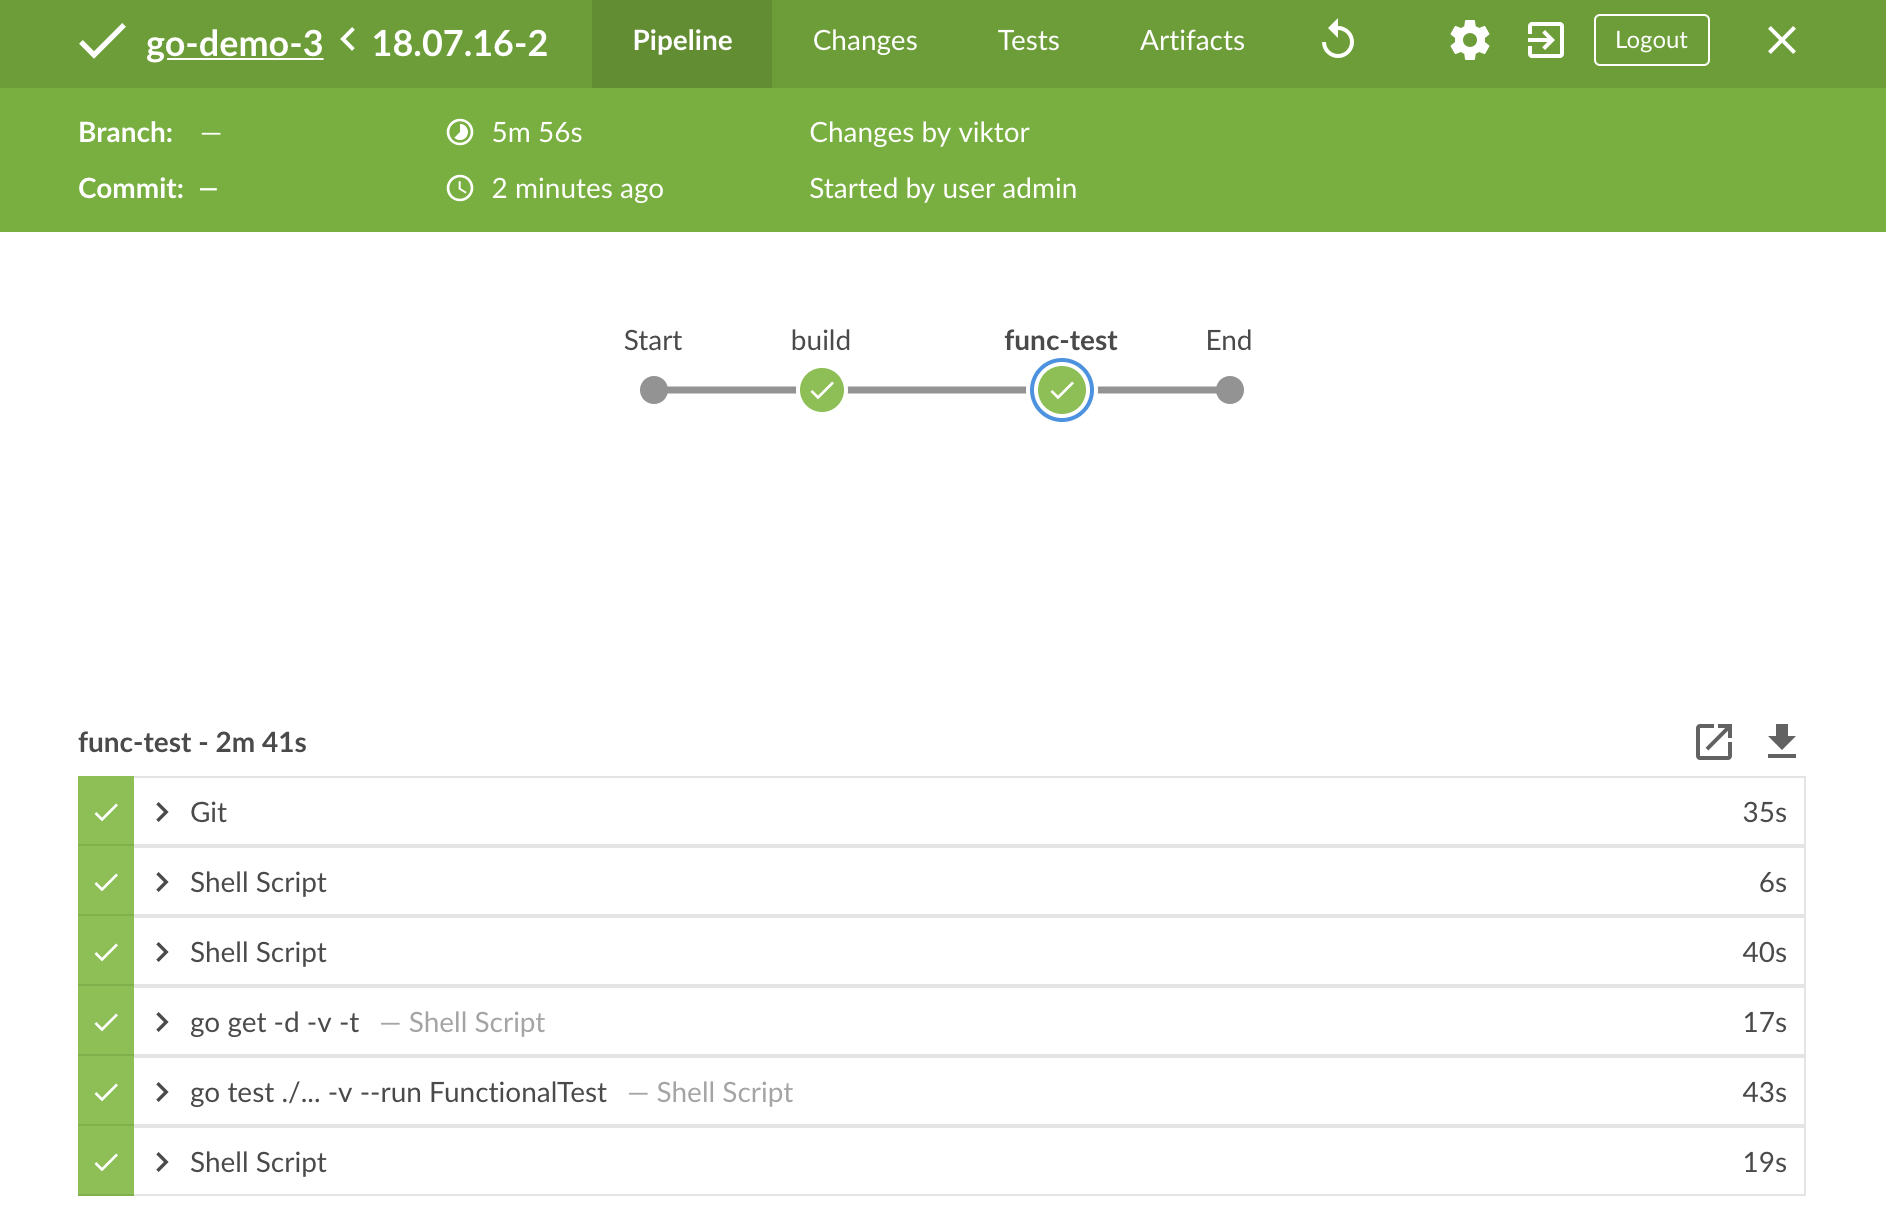 go-demo-3 < 18.07.16-2 Pipeline Changes Tests Artifacts Logout
Branch: — 5m 56s Changes by viktor
Commit: — 2 minutes ago Started by user admin
Start build func-test End
func-test - 2m 41s
Git 35s
Shell Script 6s
Shell Script 40s
go get -d -v -t — Shell Script 17s
go test ./... -v --run FunctionalTest — Shell Script 43s
Shell Script 19s